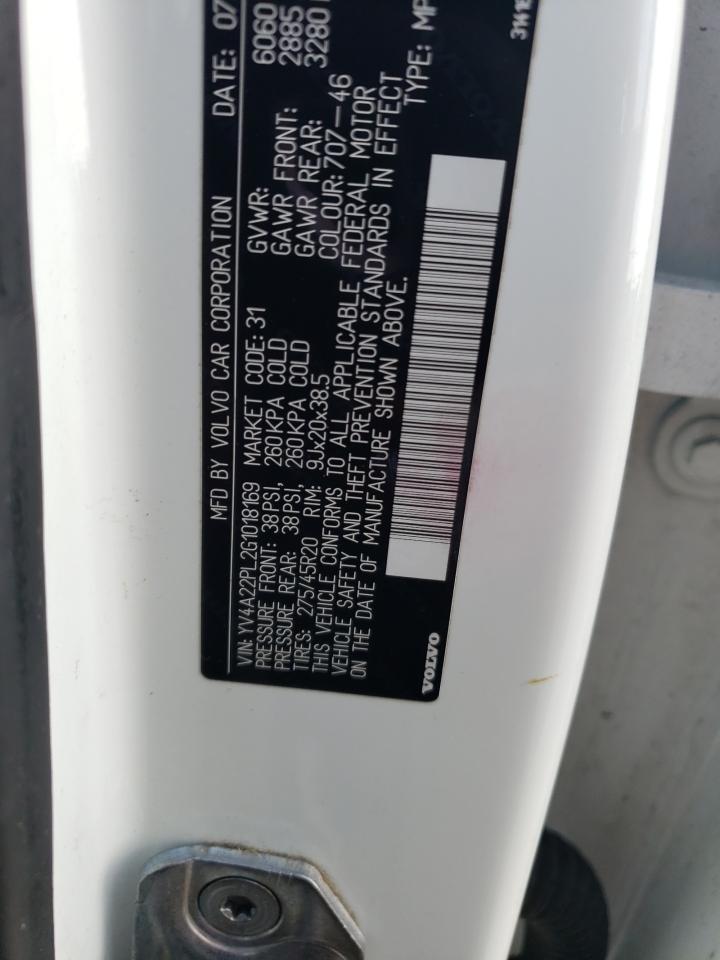 MFD BY VOLVO CAR CORPORATION DATE: 07
VIN: YV4A22PL2G1018169 MARKET CODE: 31 GVWR: 6060
PRESSURE FRONT: 38PSI, 260KPA COLD GAWR FRONT: 2885
PRESSURE REAR: 38PSI, 260KPA COLD GAWR REAR: 3280
TIRES: 275/45R20 RIM: 9Jx20x38.5 COLOUR: 707-46
THIS VEHICLE CONFORMS TO ALL APPLICABLE FEDERAL MOTOR
VEHICLE SAFETY AND THEFT PREVENTION STANDARDS IN EFFECT
ON THE DATE OF MANUFACTURE SHOWN ABOVE. TYPE: MP
VOLVO